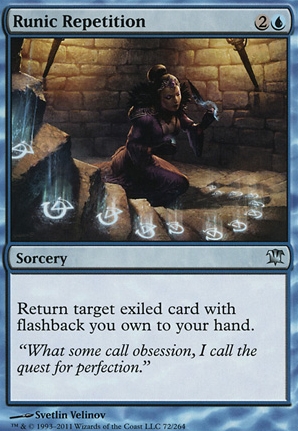 Runic Repetition 2
Sorcery
Return target exiled card with
flashback you own to your hand.
“What some call obsession, I call the
quest for perfection.”
Svetlin Velinov
™ & © 1993–2011 Wizards of the Coast LLC 72/264